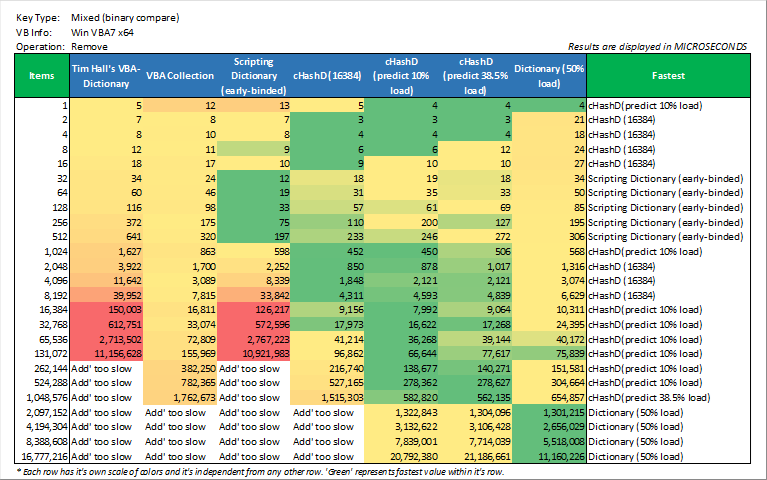 Key Type: Mixed (binary compare)
VB Info: Win VBA7 x64
Operation: Remove
Results are displayed in MICROSECONDS
Items Tim Hall's VBA-Dictionary VBA Collection Scripting Dictionary (early-binded) cHashD (16384) cHashD (predict 10% load) cHashD (predict 38.5% load) Dictionary (50% load) Fastest
1 5 12 13 5 4 4 4 cHashD(predict 10% load)
2 7 8 7 3 3 3 21 cHashD (16384)
4 8 10 8 4 4 4 18 cHashD (16384)
8 12 11 9 6 6 12 24 cHashD (16384)
16 18 17 10 9 10 10 27 cHashD (16384)
32 34 24 12 18 19 18 34 Scripting Dictionary (early-binded)
64 60 46 19 31 35 33 50 Scripting Dictionary (early-binded)
128 116 98 33 57 61 69 85 Scripting Dictionary (early-binded)
256 372 175 75 110 200 127 195 Scripting Dictionary (early-binded)
512 641 320 197 233 246 272 306 Scripting Dictionary (early-binded)
1,024 1,627 863 598 452 450 506 568 cHashD(predict 10% load)
2,048 3,922 1,700 2,252 850 878 1,017 1,316 cHashD (16384)
4,096 11,642 3,089 8,339 1,848 2,121 2,121 3,074 cHashD (16384)
8,192 39,952 7,815 33,842 4,311 4,593 4,839 6,629 cHashD (16384)
16,384 150,003 16,811 126,217 9,156 7,992 9,064 10,311 cHashD(predict 10% load)
32,768 612,751 33,074 572,596 17,973 16,622 17,268 24,395 cHashD(predict 10% load)
65,536 2,713,502 72,809 2,767,223 41,214 36,268 39,144 40,172 cHashD(predict 10% load)
131,072 11,156,628 155,969 10,921,983 96,862 66,644 77,617 75,839 cHashD(predict 10% load)
262,144 Add' too slow 382,250 Add' too slow 216,740 138,677 140,271 151,581 cHashD(predict 10% load)
524,288 Add' too slow 782,365 Add' too slow 527,165 278,362 278,627 304,664 cHashD(predict 10% load)
1,048,576 Add' too slow 1,762,673 Add' too slow 1,515,303 582,820 562,135 654,857 cHashD(predict 38.5% load)
2,097,152 Add' too slow Add' too slow Add' too slow Add' too slow 1,322,843 1,304,096 1,301,215 Dictionary (50% load)
4,194,304 Add' too slow Add' too slow Add' too slow Add' too slow 3,132,622 3,106,428 2,656,029 Dictionary (50% load)
8,388,608 Add' too slow Add' too slow Add' too slow Add' too slow 7,839,001 7,714,039 5,518,008 Dictionary (50% load)
16,777,216 Add' too slow Add' too slow Add' too slow Add' too slow 20,792,380 21,186,661 11,160,226 Dictionary (50% load)
* Each row has it's own scale of colors and it's independent from any other row. 'Green' represents fastest value within it's row.